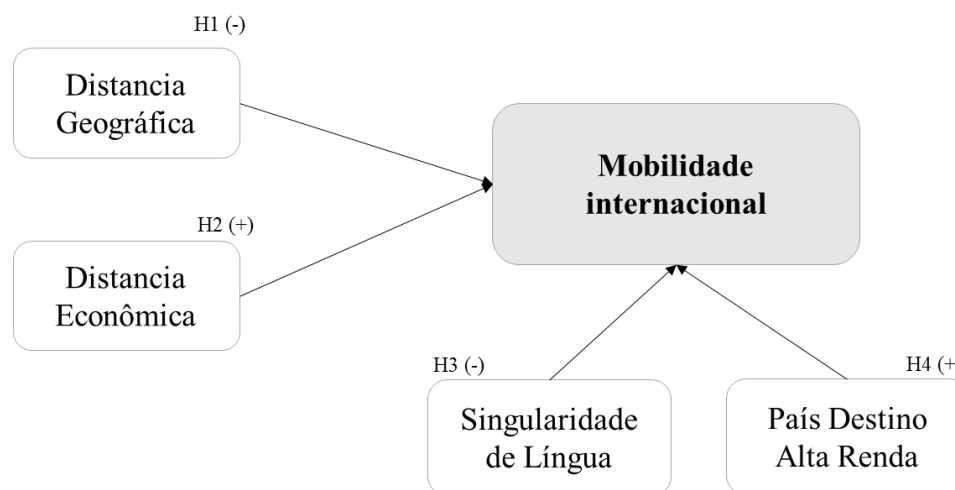 H1 (-)
Distancia
Geográfica
Mobilidade
internacional
H2 (+)
Distancia
Econômica
H3 (-)
Singularidade
de Língua
H4 (+
País Destino
Alta Renda